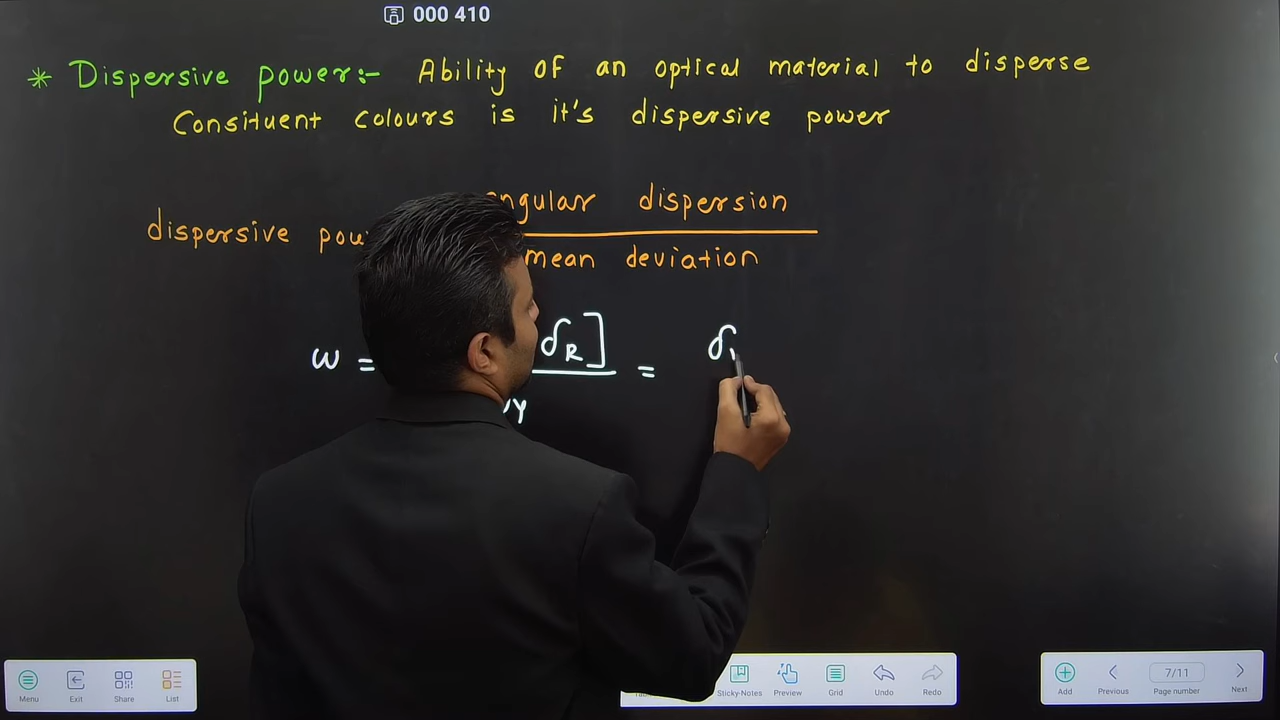 000 410
* Dispersive power:- Ability of an optical material to disperse
Consituent colours is it's dispersive power
angular dispersion
dispersive
mean deviation
ω = δR] = δ
Menu Exit Share List Sticky-Notes Preview Grid Undo Redo Add Previous 7/11 Page number Next